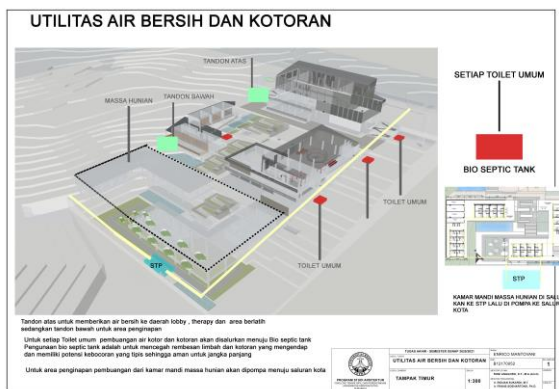 UTILITAS AIR BERSIH DAN KOTORAN
TANDON ATAS
MASSA HUNIAN
TANDON SAWAH
TOILET UMUM
TOILET UMUM
STP
SETIAP TOILET UMUM
BIO SEPTIC TANK
STP
KAMAR MANDI MASSA HUNIAN DI SALU
KAN KE STP LALU DI POMPA KE SALUR
KOTA
Tandon atas untuk memberikan air bersih ke daerah lobby , therapy dan area berlatih
sedangkan tandon bawah untuk area penginapan
Untuk setiap Toilet umum pembuangan air kotor dan kotoran akan disalurkan menuju Bio septic tank
Pengunaan bio septic tank adalah untuk mencegah rembesan limbah dan kotoran yang mengendap
dan memiliki potensi kebocoran yang tipis sehingga aman untuk jangka panjang
Untuk area penginapan pembuangan dari kamar mandi massa hunian akan dipompa menuju saluran kota
UTILITAS AIR BERSIH DAN KOTORAN
ENRICO MANTOVANI
TAMPAK TIMUR